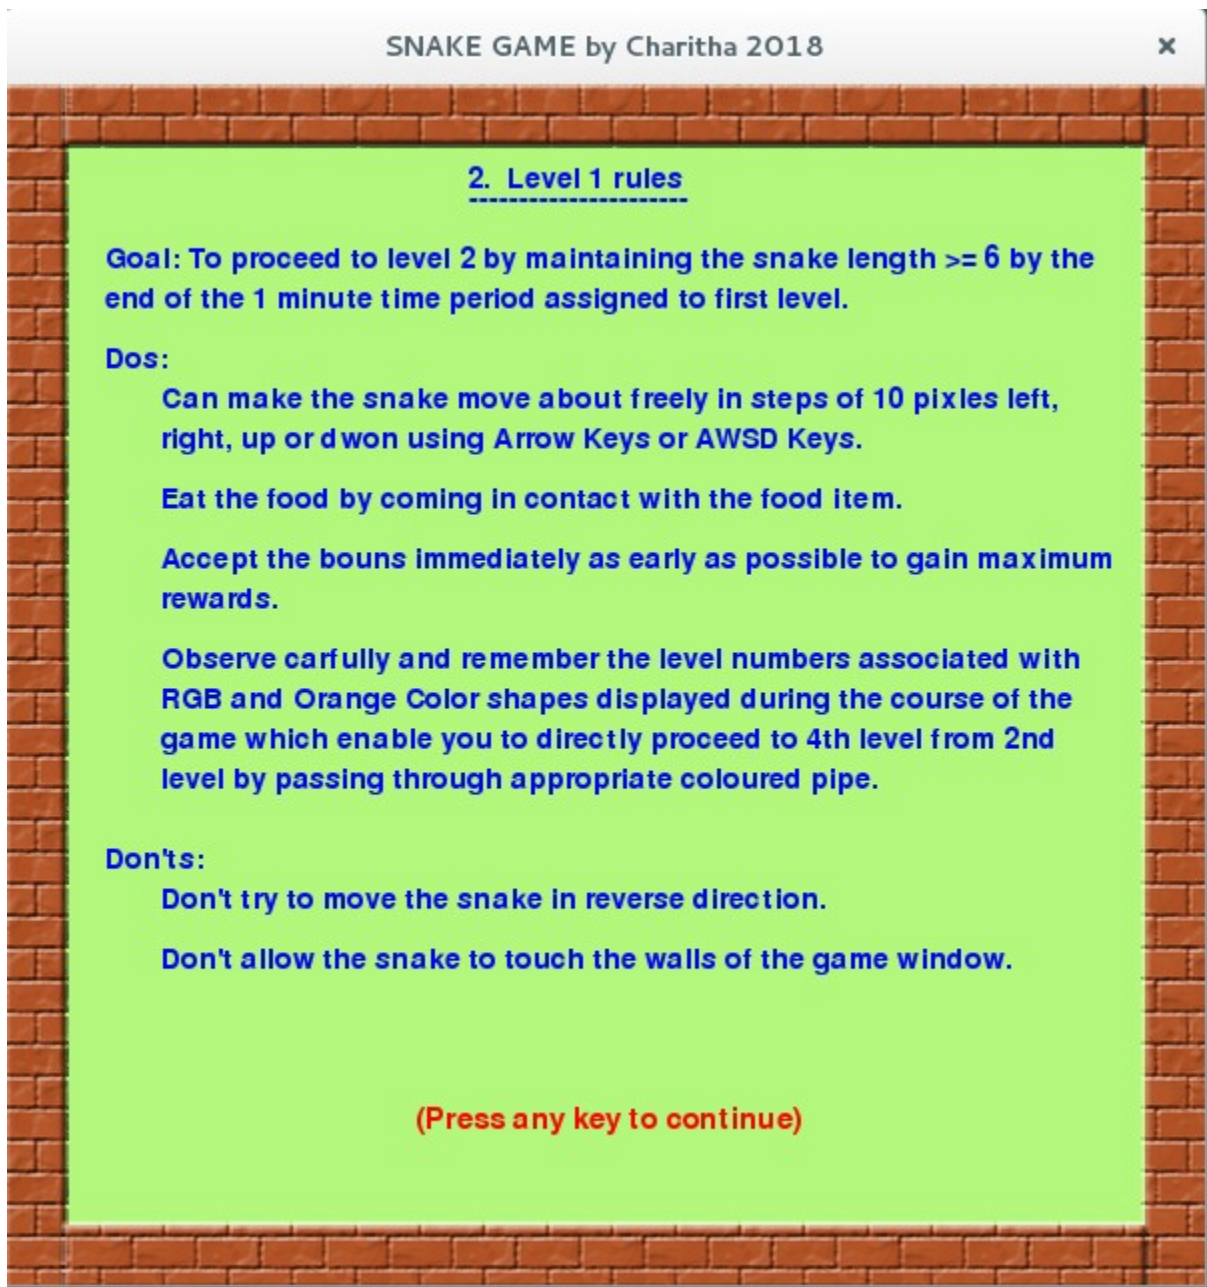 SNAKE GAME by Charitha 2018
2. Level 1 rules
Goal: To proceed to level 2 by maintaining the snake length >= 6 by the
end of the 1 minute time period assigned to first level.
Dos:
Can make the snake move about freely in steps of 10 pixles left,
right, up or dwon using Arrow Keys or AWSD Keys.
Eat the food by coming in contact with the food item.
Accept the bouns immediately as early as possible to gain maximum
rewards.
Observe carfully and remember the level numbers associated with
RGB and Orange Color shapes displayed during the course of the
game which enable you to directly proceed to 4th level from 2nd
level by passing through appropriate coloured pipe.
Don'ts:
Don't try to move the snake in reverse direction.
Don't allow the snake to touch the walls of the game window.
(Press any key to continue)